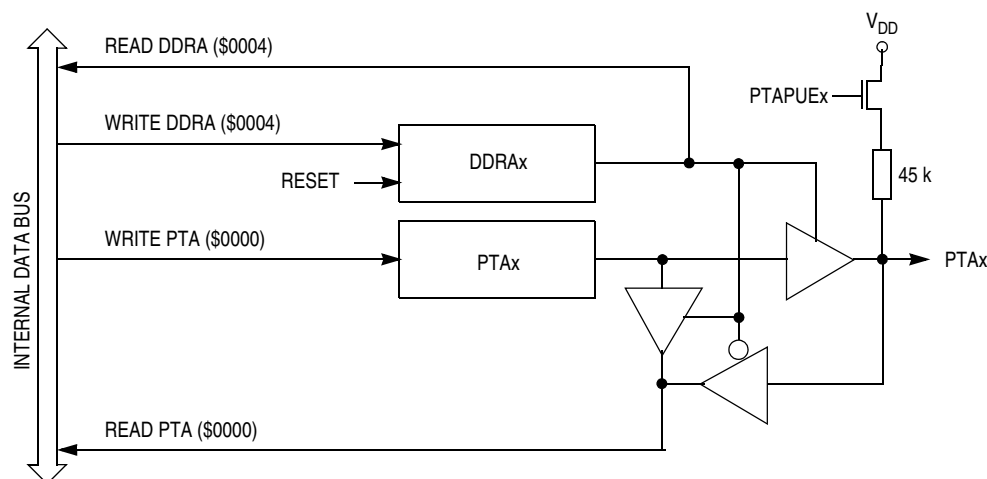 V_DD
READ DDRA ($0004)
PTAPUEx
WRITE DDRA ($0004)
DDRAx
RESET
45 k
WRITE PTA ($0000)
PTAx
PTAx
INTERNAL DATA BUS
READ PTA ($0000)